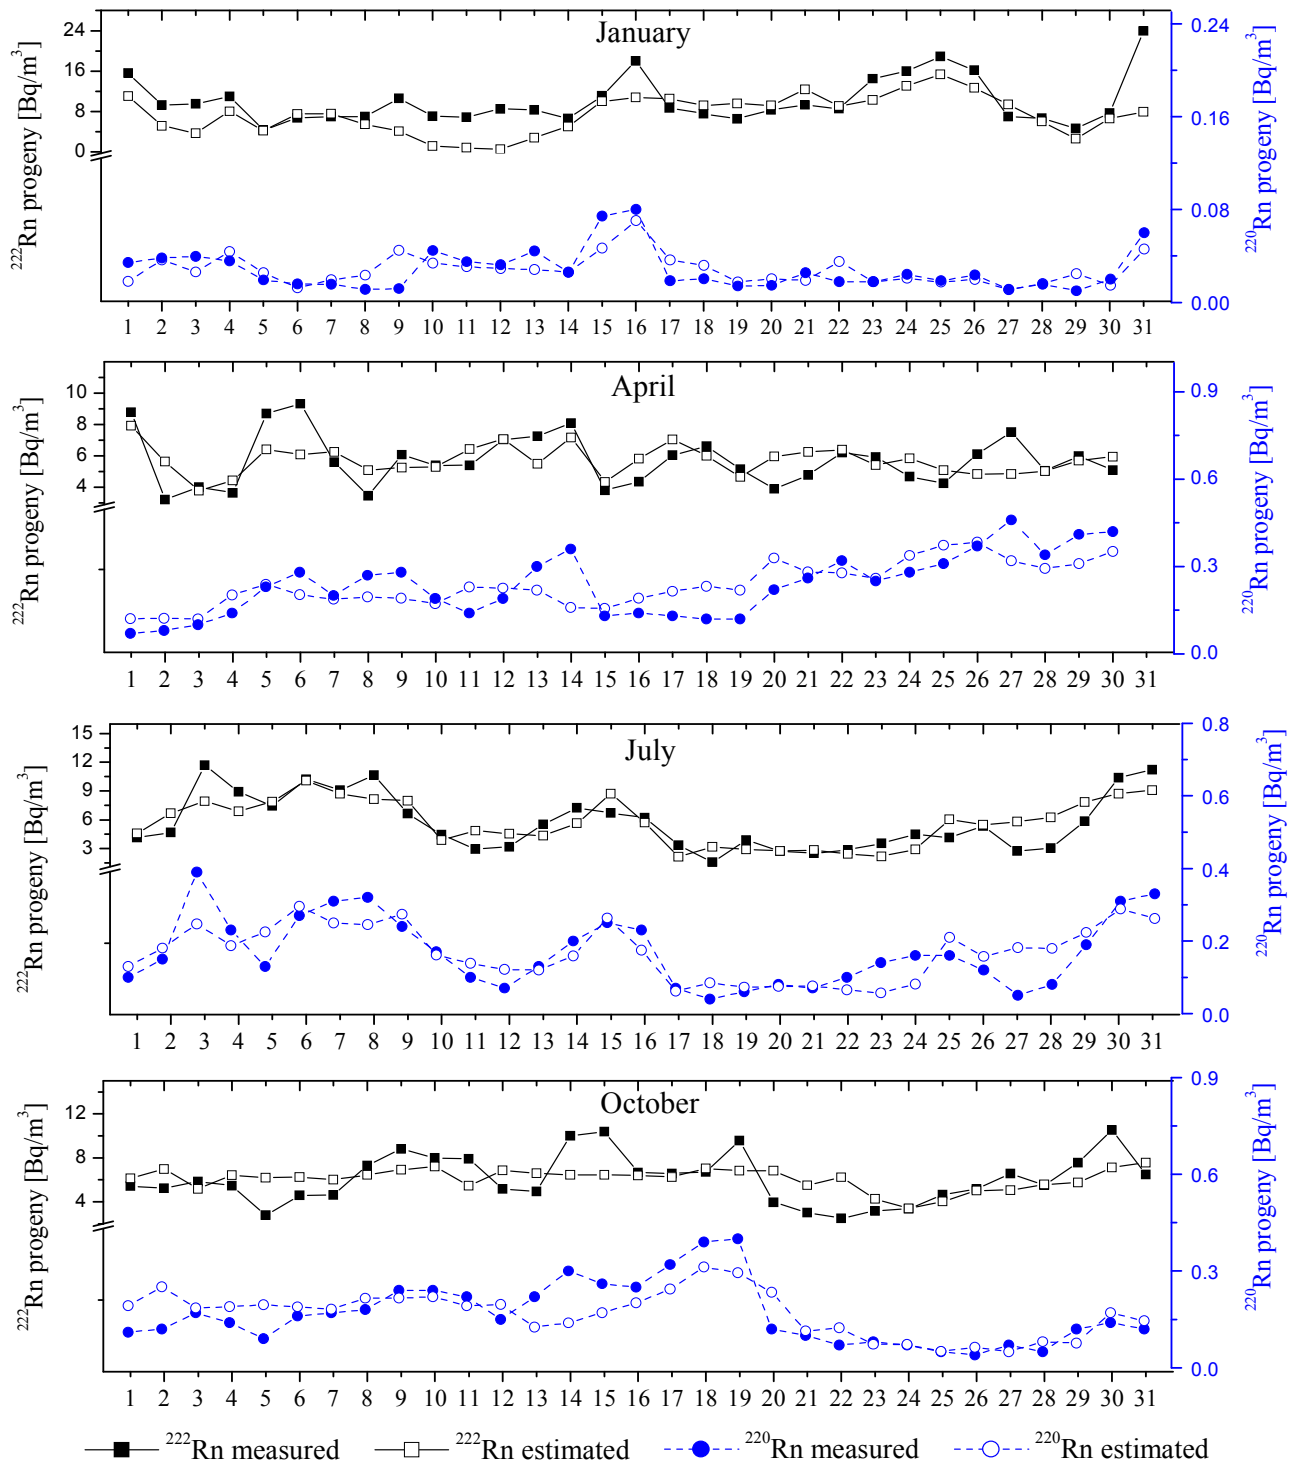 January
24
16
8
0
0.24
0.16
0.08
0.00
²²²Rn progeny [Bq/m³]
²²⁰Rn progeny [Bq/m³]
1 2 3 4 5 6 7 8 9 10 11 12 13 14 15 16 17 18 19 20 21 22 23 24 25 26 27 28 29 30 31
April
10
8
6
4
0.9
0.6
0.3
0.0
²²²Rn progeny [Bq/m³]
²²⁰Rn progeny [Bq/m³]
1 2 3 4 5 6 7 8 9 10 11 12 13 14 15 16 17 18 19 20 21 22 23 24 25 26 27 28 29 30 31
July
15
12
9
6
3
0.8
0.6
0.4
0.2
0.0
²²²Rn progeny [Bq/m³]
²²⁰Rn progeny [Bq/m³]
1 2 3 4 5 6 7 8 9 10 11 12 13 14 15 16 17 18 19 20 21 22 23 24 25 26 27 28 29 30 31
October
12
8
4
0.9
0.6
0.3
0.0
²²²Rn progeny [Bq/m³]
²²⁰Rn progeny [Bq/m³]
1 2 3 4 5 6 7 8 9 10 11 12 13 14 15 16 17 18 19 20 21 22 23 24 25 26 27 28 29 30 31
²²²Rn measured ²²²Rn estimated ²²⁰Rn measured ²²⁰Rn estimated